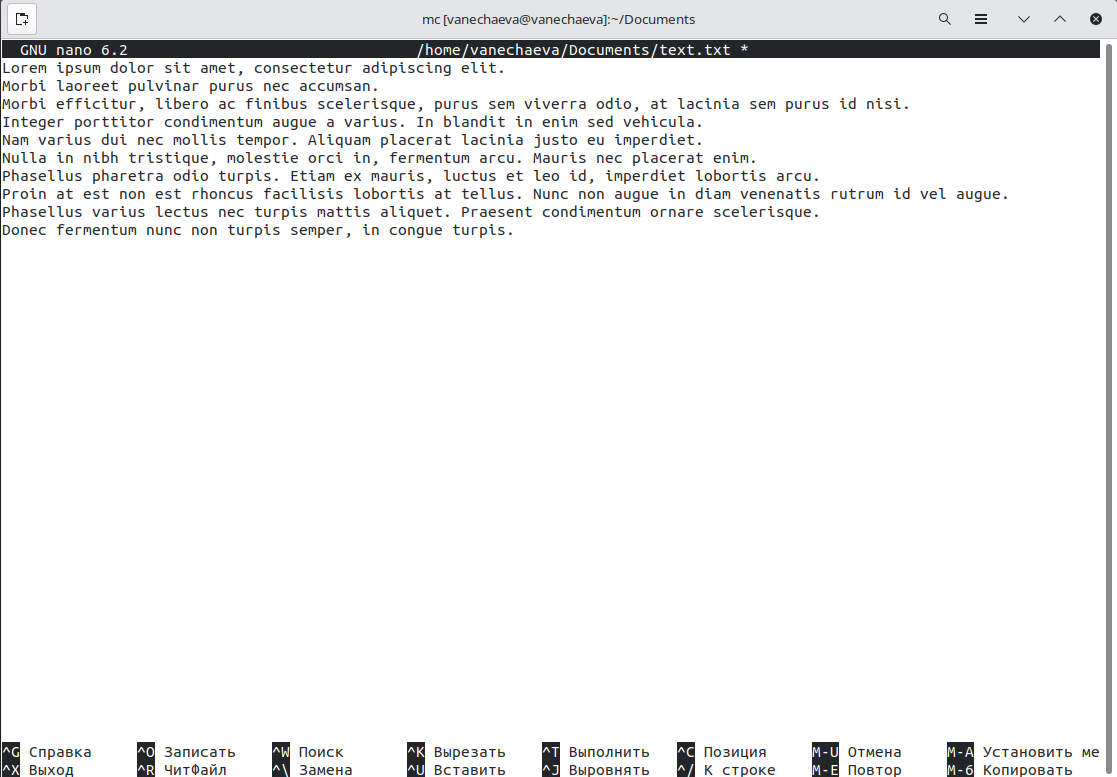 mc [vanechaeva@vanechaeva]:~/Documents
GNU nano 6.2 /home/vanechaeva/Documents/text.txt *
Lorem ipsum dolor sit amet, consectetur adipiscing elit.
Morbi laoreet pulvinar purus nec accumsan.
Morbi efficitur, libero ac finibus scelerisque, purus sem viverra odio, at lacinia sem purus id nisi.
Integer porttitor condimentum augue a varius. In blandit in enim sed vehicula.
Nam varius dui nec mollis tempor. Aliquam placerat lacinia justo eu imperdiet.
Nulla in nibh tristique, molestie orci in, fermentum arcu. Mauris nec placerat enim.
Phasellus pharetra odio turpis. Etiam ex mauris, luctus et leo id, imperdiet lobortis arcu.
Proin at est non est rhoncus facilisis lobortis at tellus. Nunc non augue in diam venenatis rutrum id vel augue.
Phasellus varius lectus nec turpis mattis aliquet. Praesent condimentum ornare scelerisque.
Donec fermentum nunc non turpis semper, in congue turpis.
^G Справка ^O Записать ^W Поиск ^K Вырезать ^T Выполнить ^C Позиция M-U Отмена M-A Установить ме
^X Выход ^R ЧитФайл ^\ Замена ^U Вставить ^J Выровнять ^/ К строке M-E Повтор M-6 Копировать